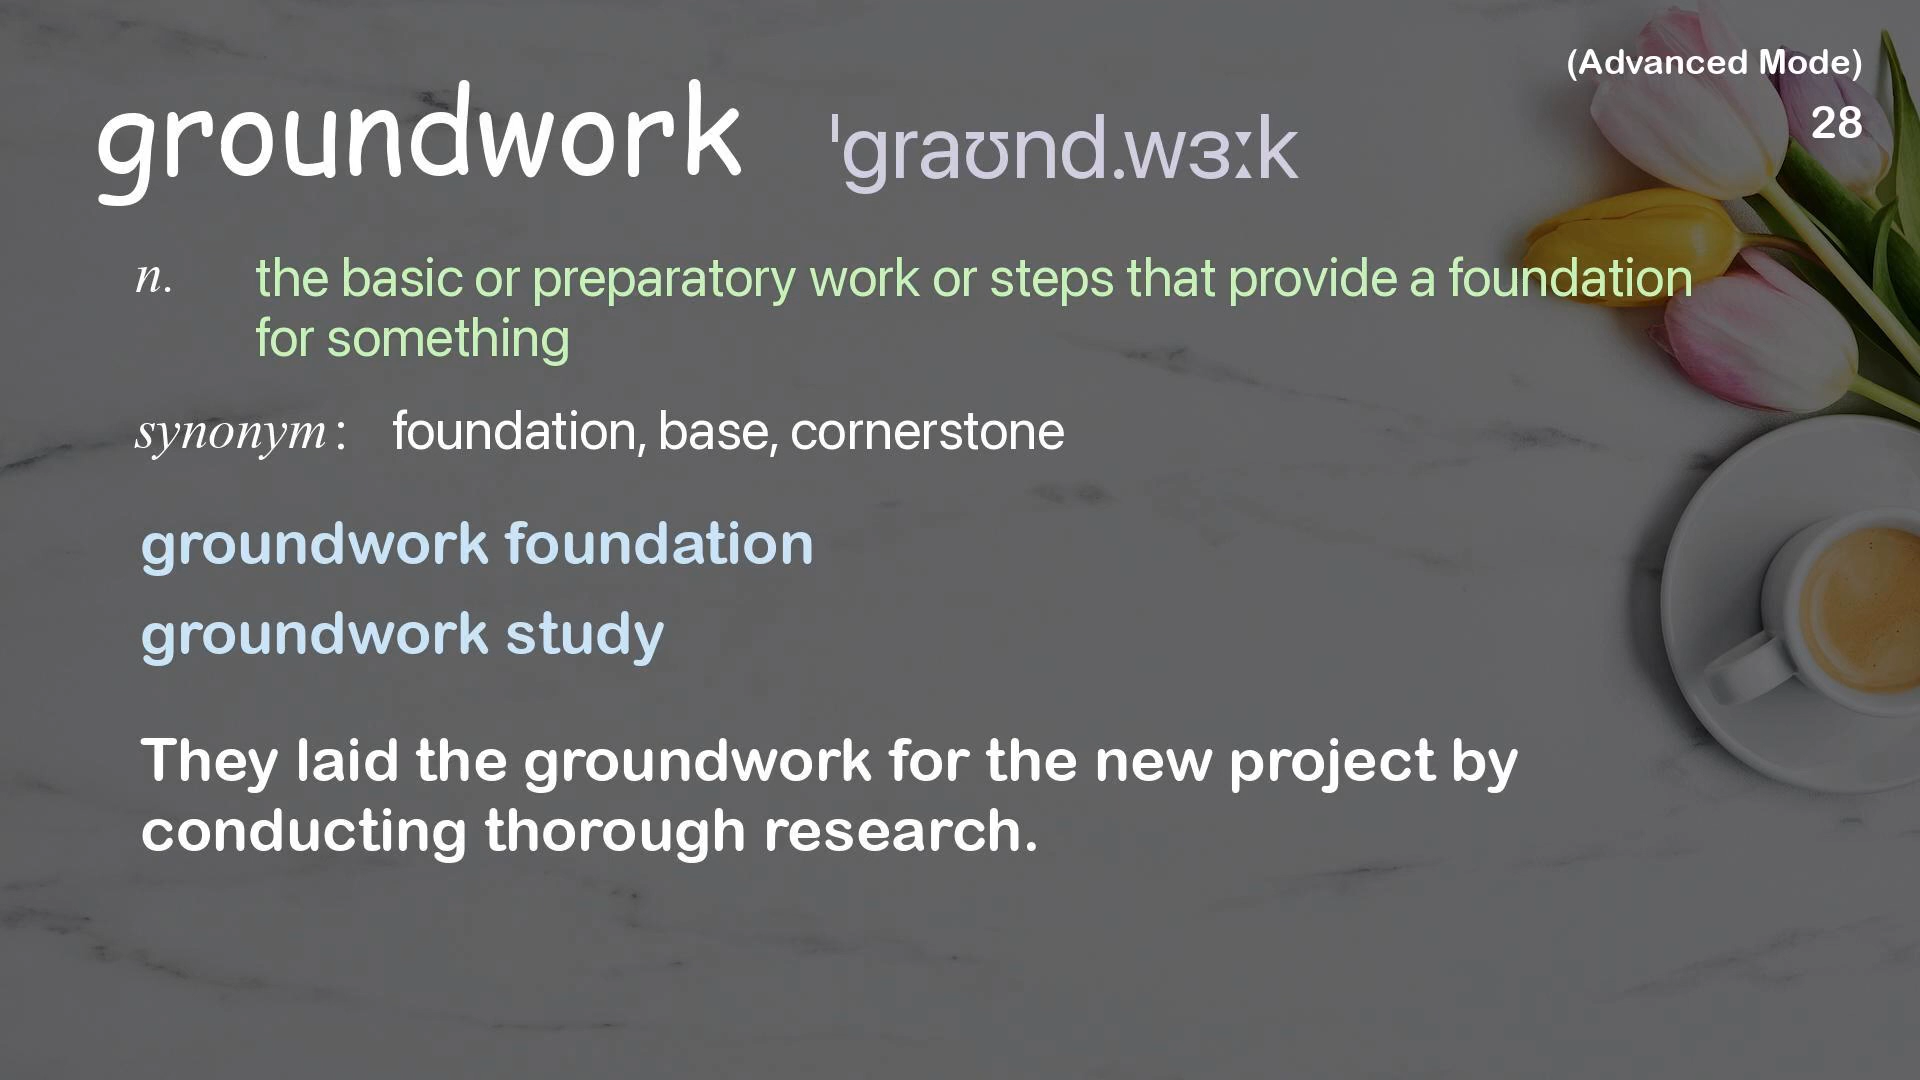 (Advanced Mode)
28
groundwork ˈɡraʊnd.wɜːk
n. the basic or preparatory work or steps that provide a foundation
for something
synonym: foundation, base, cornerstone
groundwork foundation
groundwork study
They laid the groundwork for the new project by
conducting thorough research.